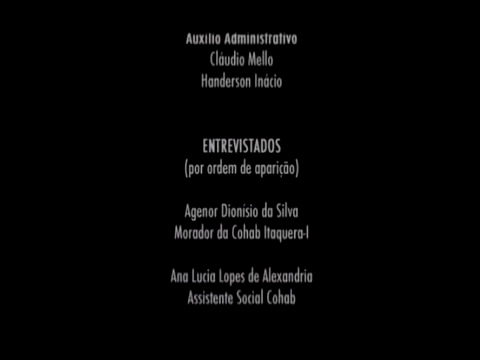 Auxílio Administrativo
Cláudio Mello
Handerson Inácio
ENTREVISTADOS
(por ordem de aparição)
Agenor Dionísio da Silva
Morador da Cohab Itaquera-I
Ana Lucia Lopes de Alexandria
Assistente Social Cohab